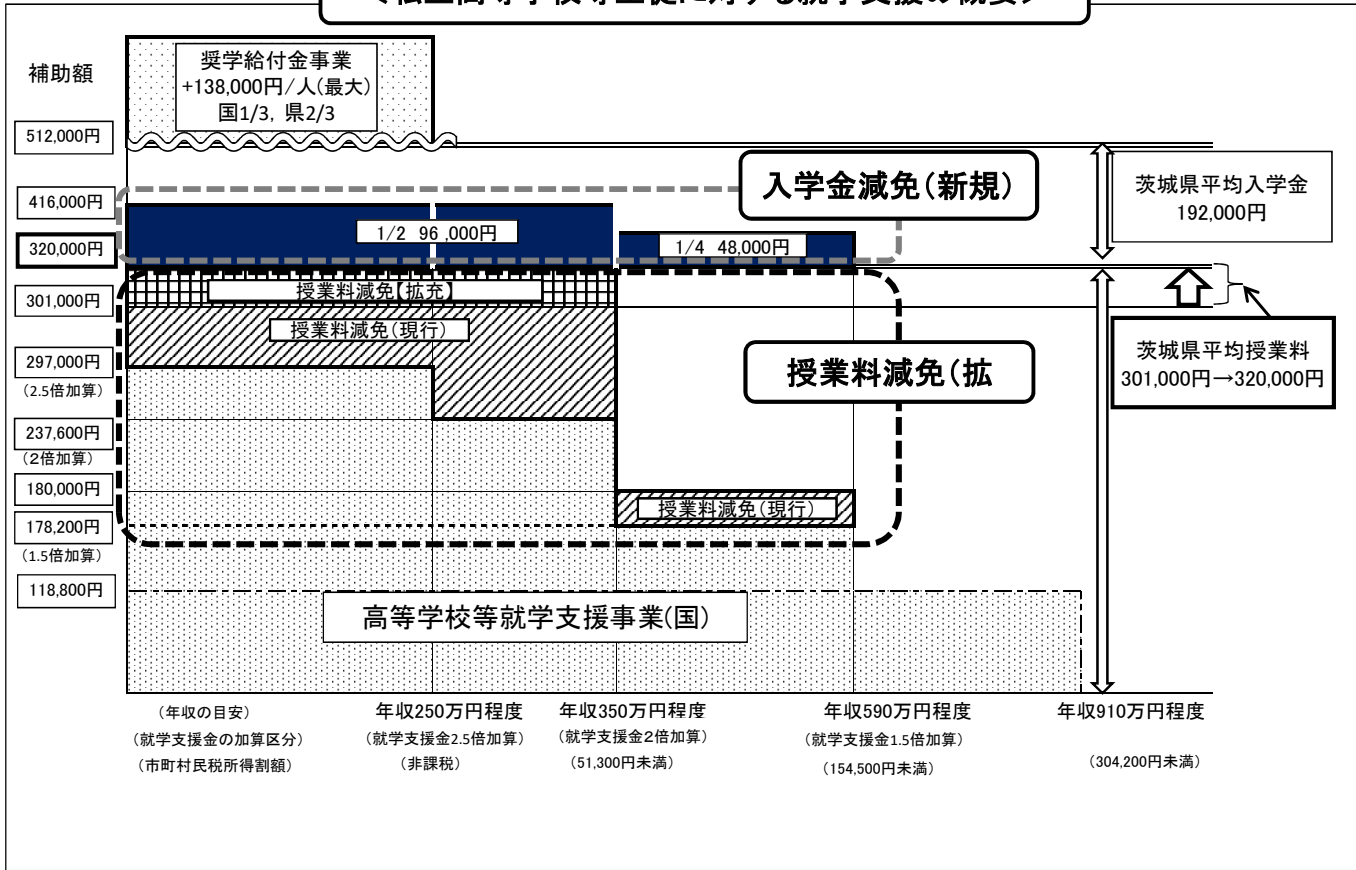 補助額
奨学給付金事業
+138,000円/人(最大)
国1/3，県2/3
512,000円
入学金減免(新規)
茨城県平均入学金
192,000円
416,000円
1/2 96 ,000円
1/4 48,000円
320,000円
授業料減免【拡充】
301,000円
授業料減免(現行)
授業料減免(拡
茨城県平均授業料
301,000円→320,000円
297,000円
(2.5倍加算)
237,600円
(2倍加算)
180,000円
授業料減免(現行)
178,200円
(1.5倍加算)
118,800円
高等学校等就学支援事業(国)
(年収の目安) 年収250万円程度 年収350万円程度 年収590万円程度 年収910万円程度
(就学支援金の加算区分) (就学支援金2.5倍加算) (就学支援金2倍加算) (就学支援金1.5倍加算)
(市町村民税所得割額) (非課税) (51,300円未満) (154,500円未満) (304,200円未満)